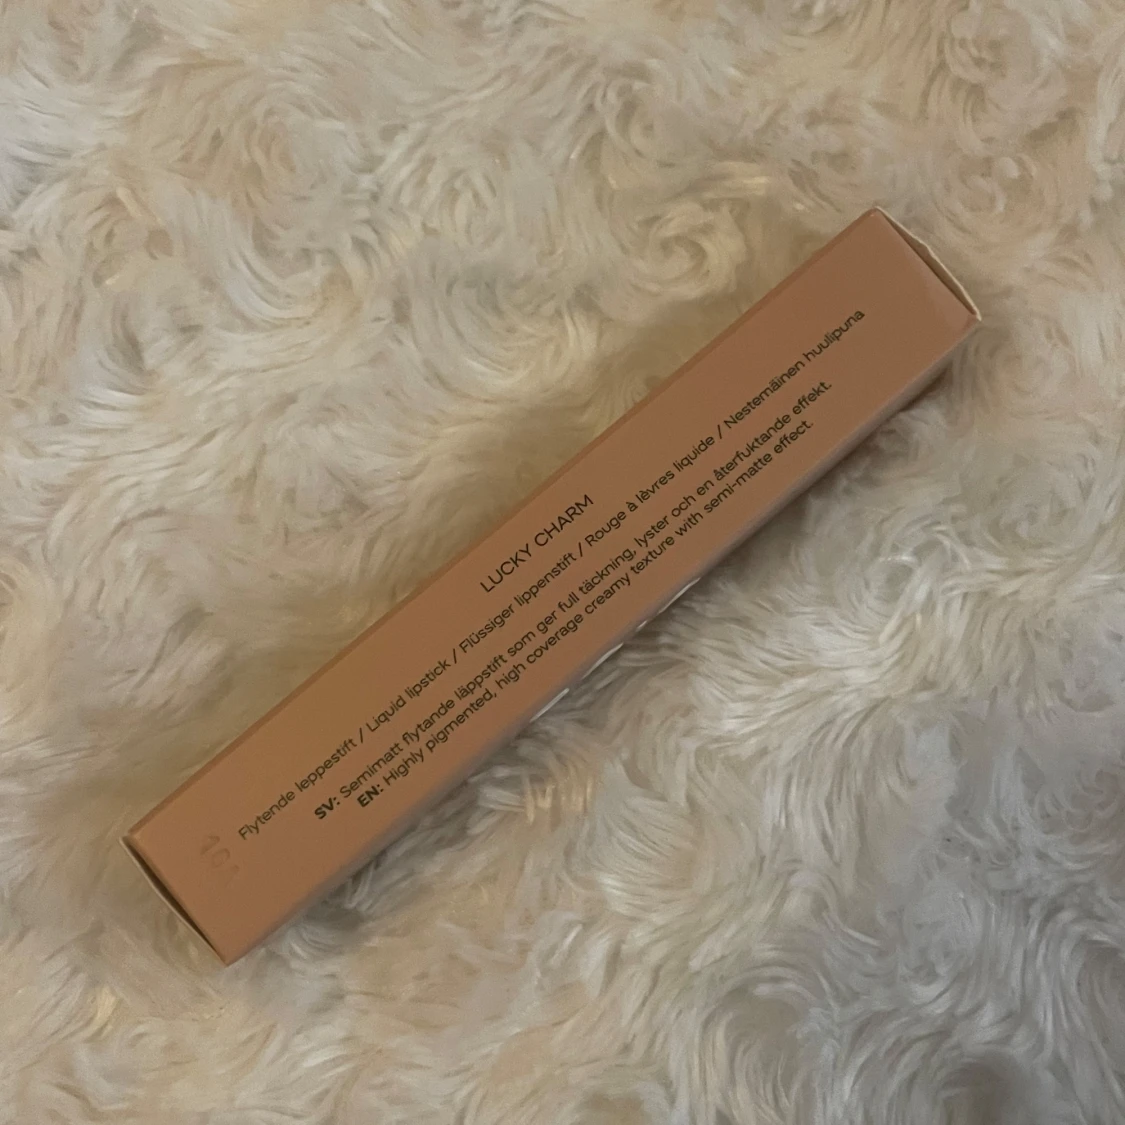 LUCKY CHARM
Flytende leppestift / Liquid lipstick / Flüssiger lippenstift / Rouge à lèvres liquide / Nestemäinen huulipuna
SV: Semimatt flytande läppstift som ger full täckning, lyster och en återfuktande effekt.
EN: Highly pigmented, high coverage creamy texture with semi-matte effect.